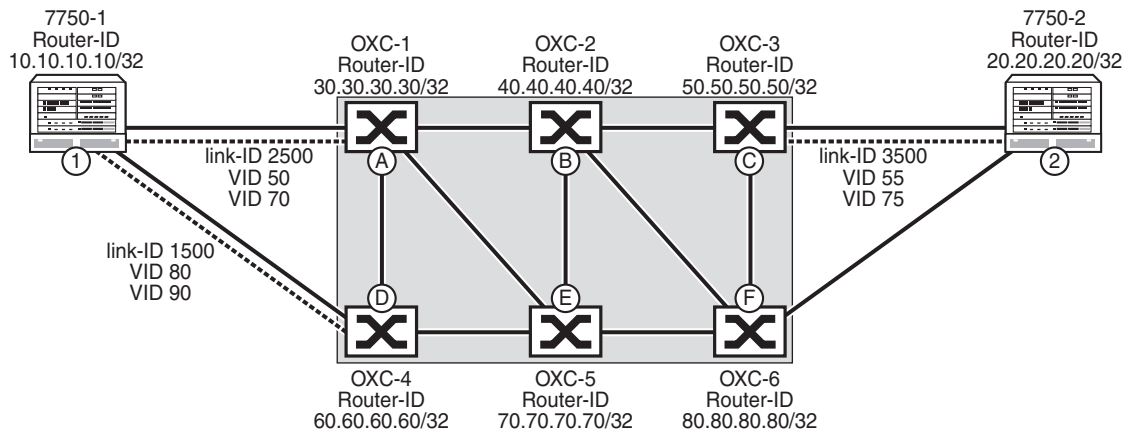 7750-1
Router-ID
10.10.10.10/32
OXC-1
Router-ID
30.30.30.30/32
OXC-2
Router-ID
40.40.40.40/32
OXC-3
Router-ID
50.50.50.50/32
7750-2
Router-ID
20.20.20.20/32
1
A
B
C
2
link-ID 2500
VID 50
VID 70
link-ID 3500
VID 55
VID 75
link-ID 1500
VID 80
VID 90
D
E
F
OXC-4
Router-ID
60.60.60.60/32
OXC-5
Router-ID
70.70.70.70/32
OXC-6
Router-ID
80.80.80.80/32